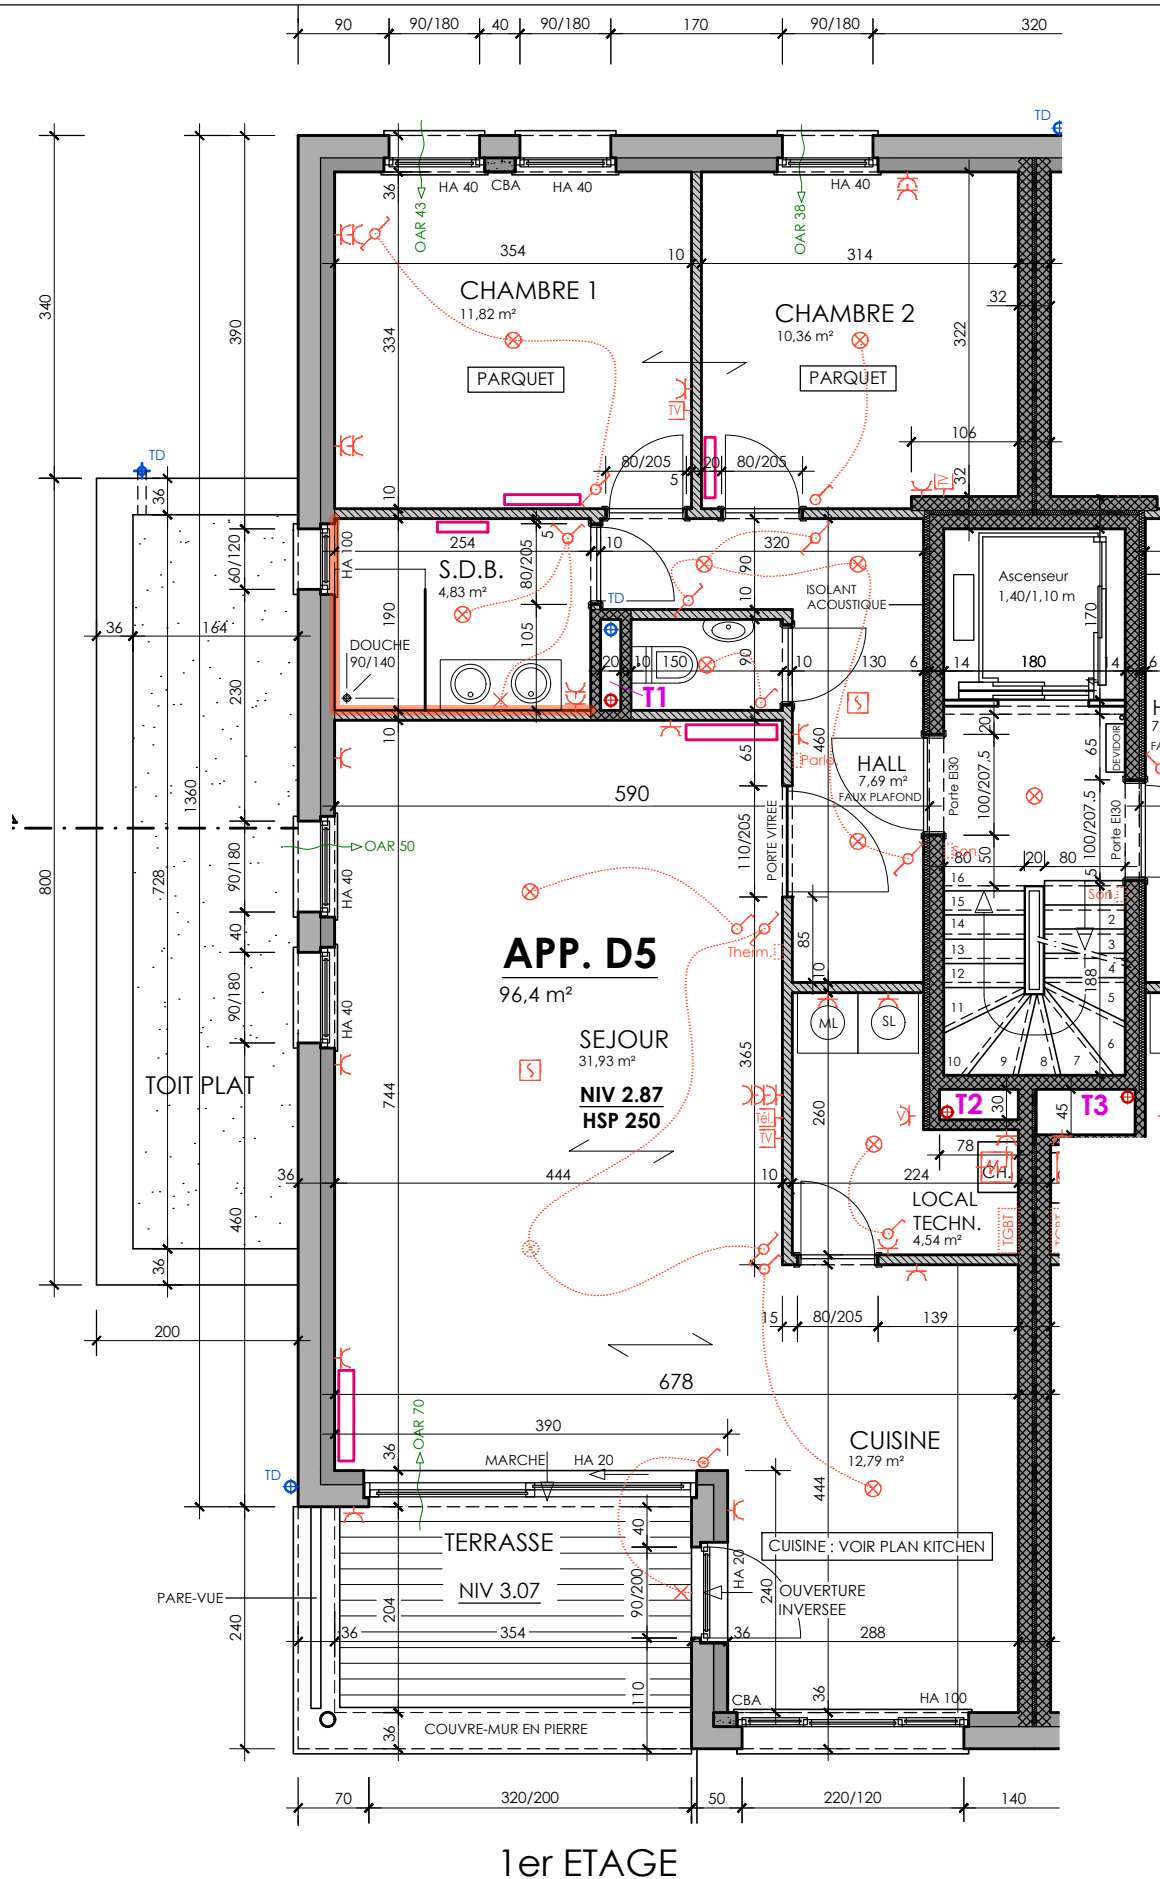 90 90/180 40 90/180 170 90/180 320
TD
HA 40 CBA HA 40 HA 40
36
OAR 43
OAR 38
340
390
354 10 314
32
CHAMBRE 1
11,82 m²
CHAMBRE 2
10,36 m²
334
322
PARQUET
PARQUET
TV
106
80/205 20 80/205
5
TV
32
TD
36
10
60/120
HA 100
254
5
80/205
10
320
90
S.D.B.
4,83 m²
ISOLANT
ACOUSTIQUE
Ascenseur
1,40/1,10 m
170
190
TD
10
105
36 164
DOUCHE
90/140
20 10 150
90
10 130 6 14 180 14 6
T1
S
230
10
65
460
20
65
DEVIDOIR
HALL
7,69 m²
FAUX PLAFOND
Parlo.
Porte EI30
100/207,5
1360
590
110/205
PORTE VITREE
100/207.5
Porte EI30
OAR 50
50
Son.
80 20 80
5
800
728
90/180
HA 40
16
15
14
13
12
11
10
9
8
7
6
5
4
3
2
1
Son.
188
APP. D5
96,4 m²
Therm.
85
10
40
90/180
HA 40
ML
SL
SEJOUR
31,93 m²
NIV 2.87
HSP 250
S
365
TOIT PLAT
744
260
Tél.
TV
V
T2
30
45
T3
78
CH.
36 444 10 224
LOCAL
TECHN.
4,54 m²
TGBT
460
36
200
15 80/205 139
678
390
OAR 70
36
MARCHE HA 20
CUISINE
12,79 m²
TD
444
TERRASSE
40
CUISINE : VOIR PLAN KITCHEN
HA 20
NIV 3.07
PARE-VUE
90/200
240
OUVERTURE
INVERSEE
240
204
36 354 36 288
110
36
CBA
HA 100
36
COUVRE-MUR EN PIERRE
70 320/200 50 220/120 140
1er ETAGE